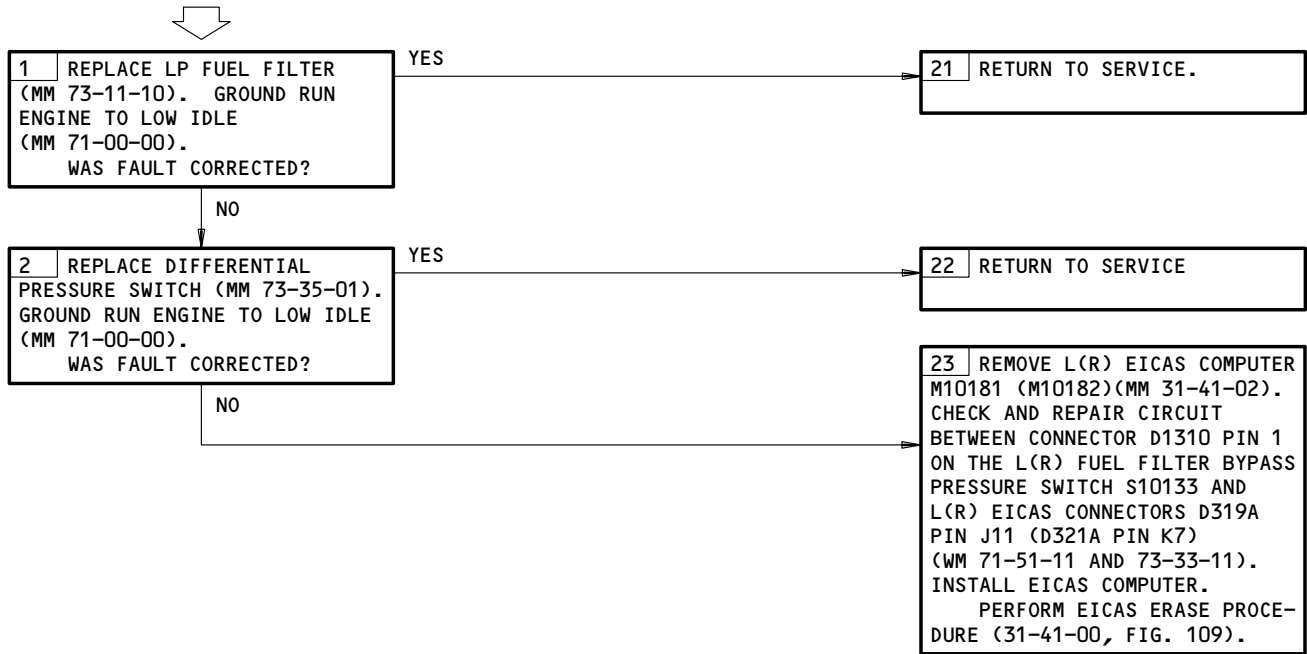 1 REPLACE LP FUEL FILTER
(MM 73-11-10). GROUND RUN
ENGINE TO LOW IDLE
(MM 71-00-00).
WAS FAULT CORRECTED?
YES
21 RETURN TO SERVICE.
NO
2 REPLACE DIFFERENTIAL
PRESSURE SWITCH (MM 73-35-01).
GROUND RUN ENGINE TO LOW IDLE
(MM 71-00-00).
WAS FAULT CORRECTED?
YES
22 RETURN TO SERVICE
NO
23 REMOVE L(R) EICAS COMPUTER
M10181 (M10182)(MM 31-41-02).
CHECK AND REPAIR CIRCUIT
BETWEEN CONNECTOR D1310 PIN 1
ON THE L(R) FUEL FILTER BYPASS
PRESSURE SWITCH S10133 AND
L(R) EICAS CONNECTORS D319A
PIN J11 (D321A PIN K7)
(WM 71-51-11 AND 73-33-11).
INSTALL EICAS COMPUTER.
PERFORM EICAS ERASE PROCE-
DURE (31-41-00, FIG. 109).